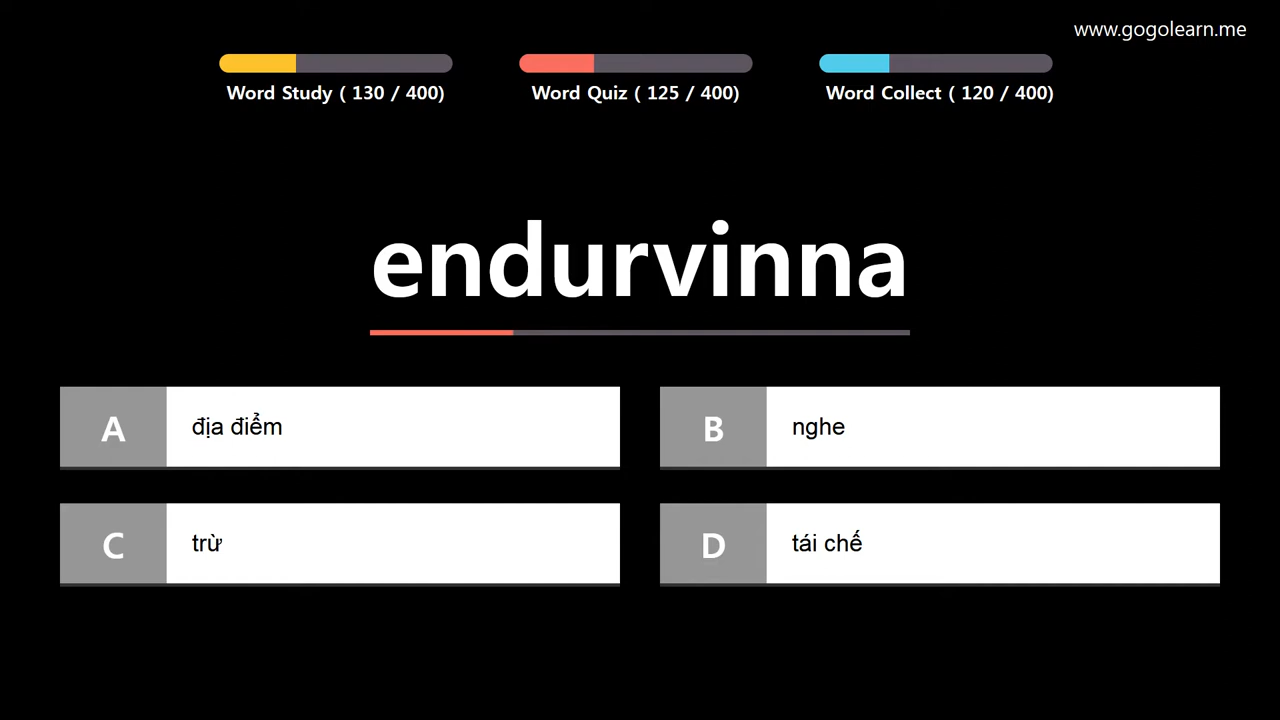 www.gogolearn.me
Word Study ( 130 / 400)
Word Quiz ( 125 / 400)
Word Collect ( 120 / 400)
endurvinna
A địa điểm
B nghe
C trừ
D tái chế